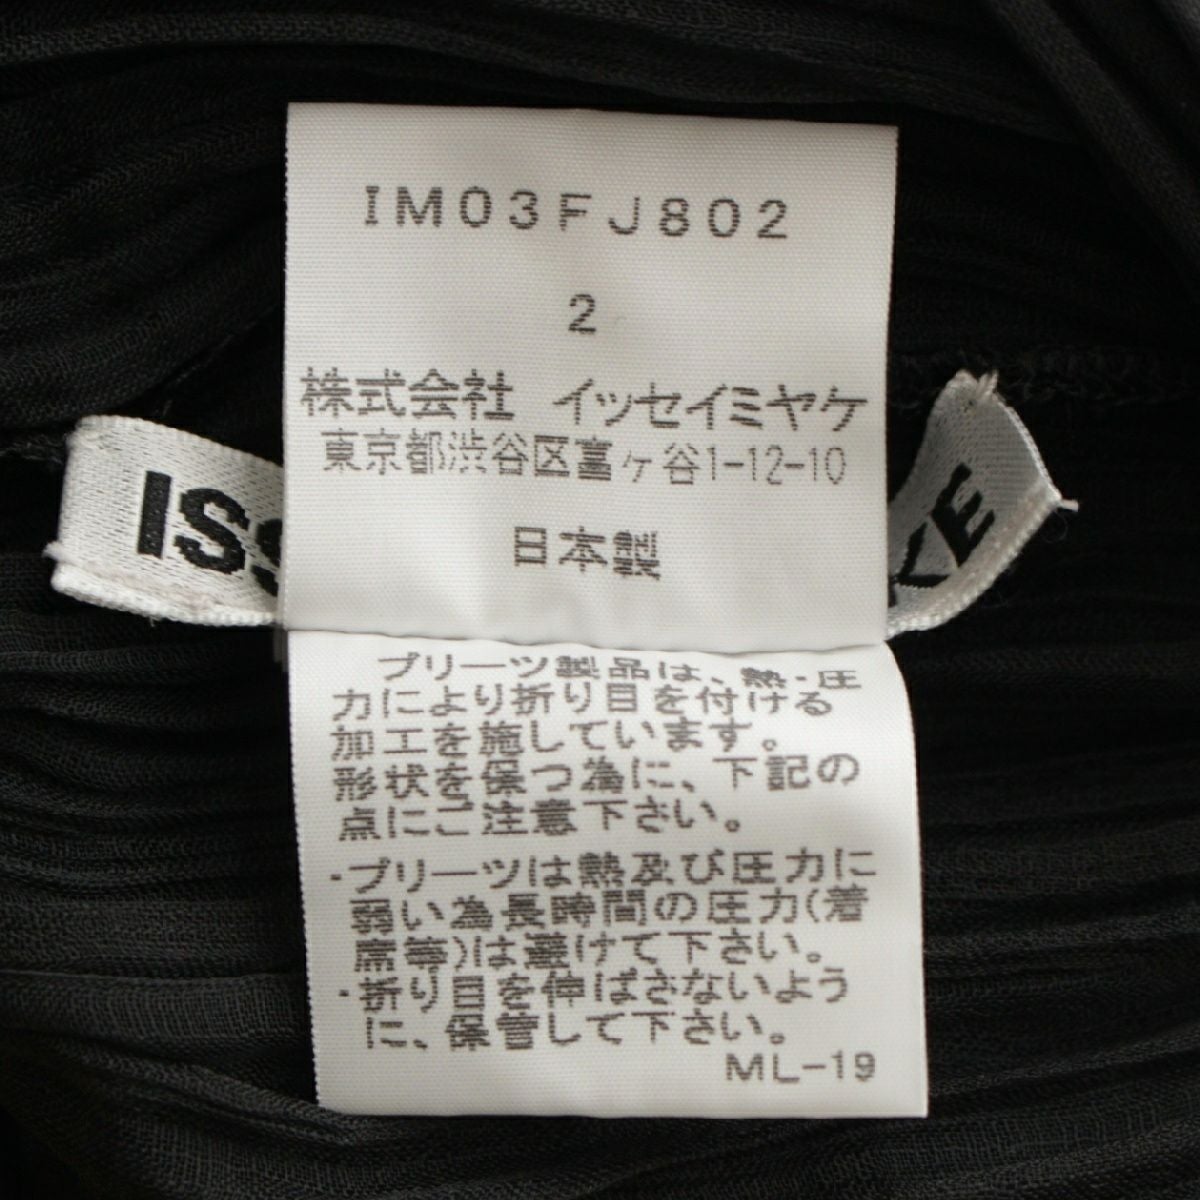 IM03FJ802
2
株式会社 イッセイミヤケ
東京都渋谷区富ヶ谷1-12-10
日本製
ISS
KE
プリーツ製品は、熱・圧
力により折り目を付ける
加工を施しています。
形状を保つ為に、下記の
点にご注意下さい。
・プリーツは熱及び圧力に
弱い為長時間の圧力(着
席等)は避けて下さい。
・折り目を伸ばさないよう
に、保管して下さい。
ML-19